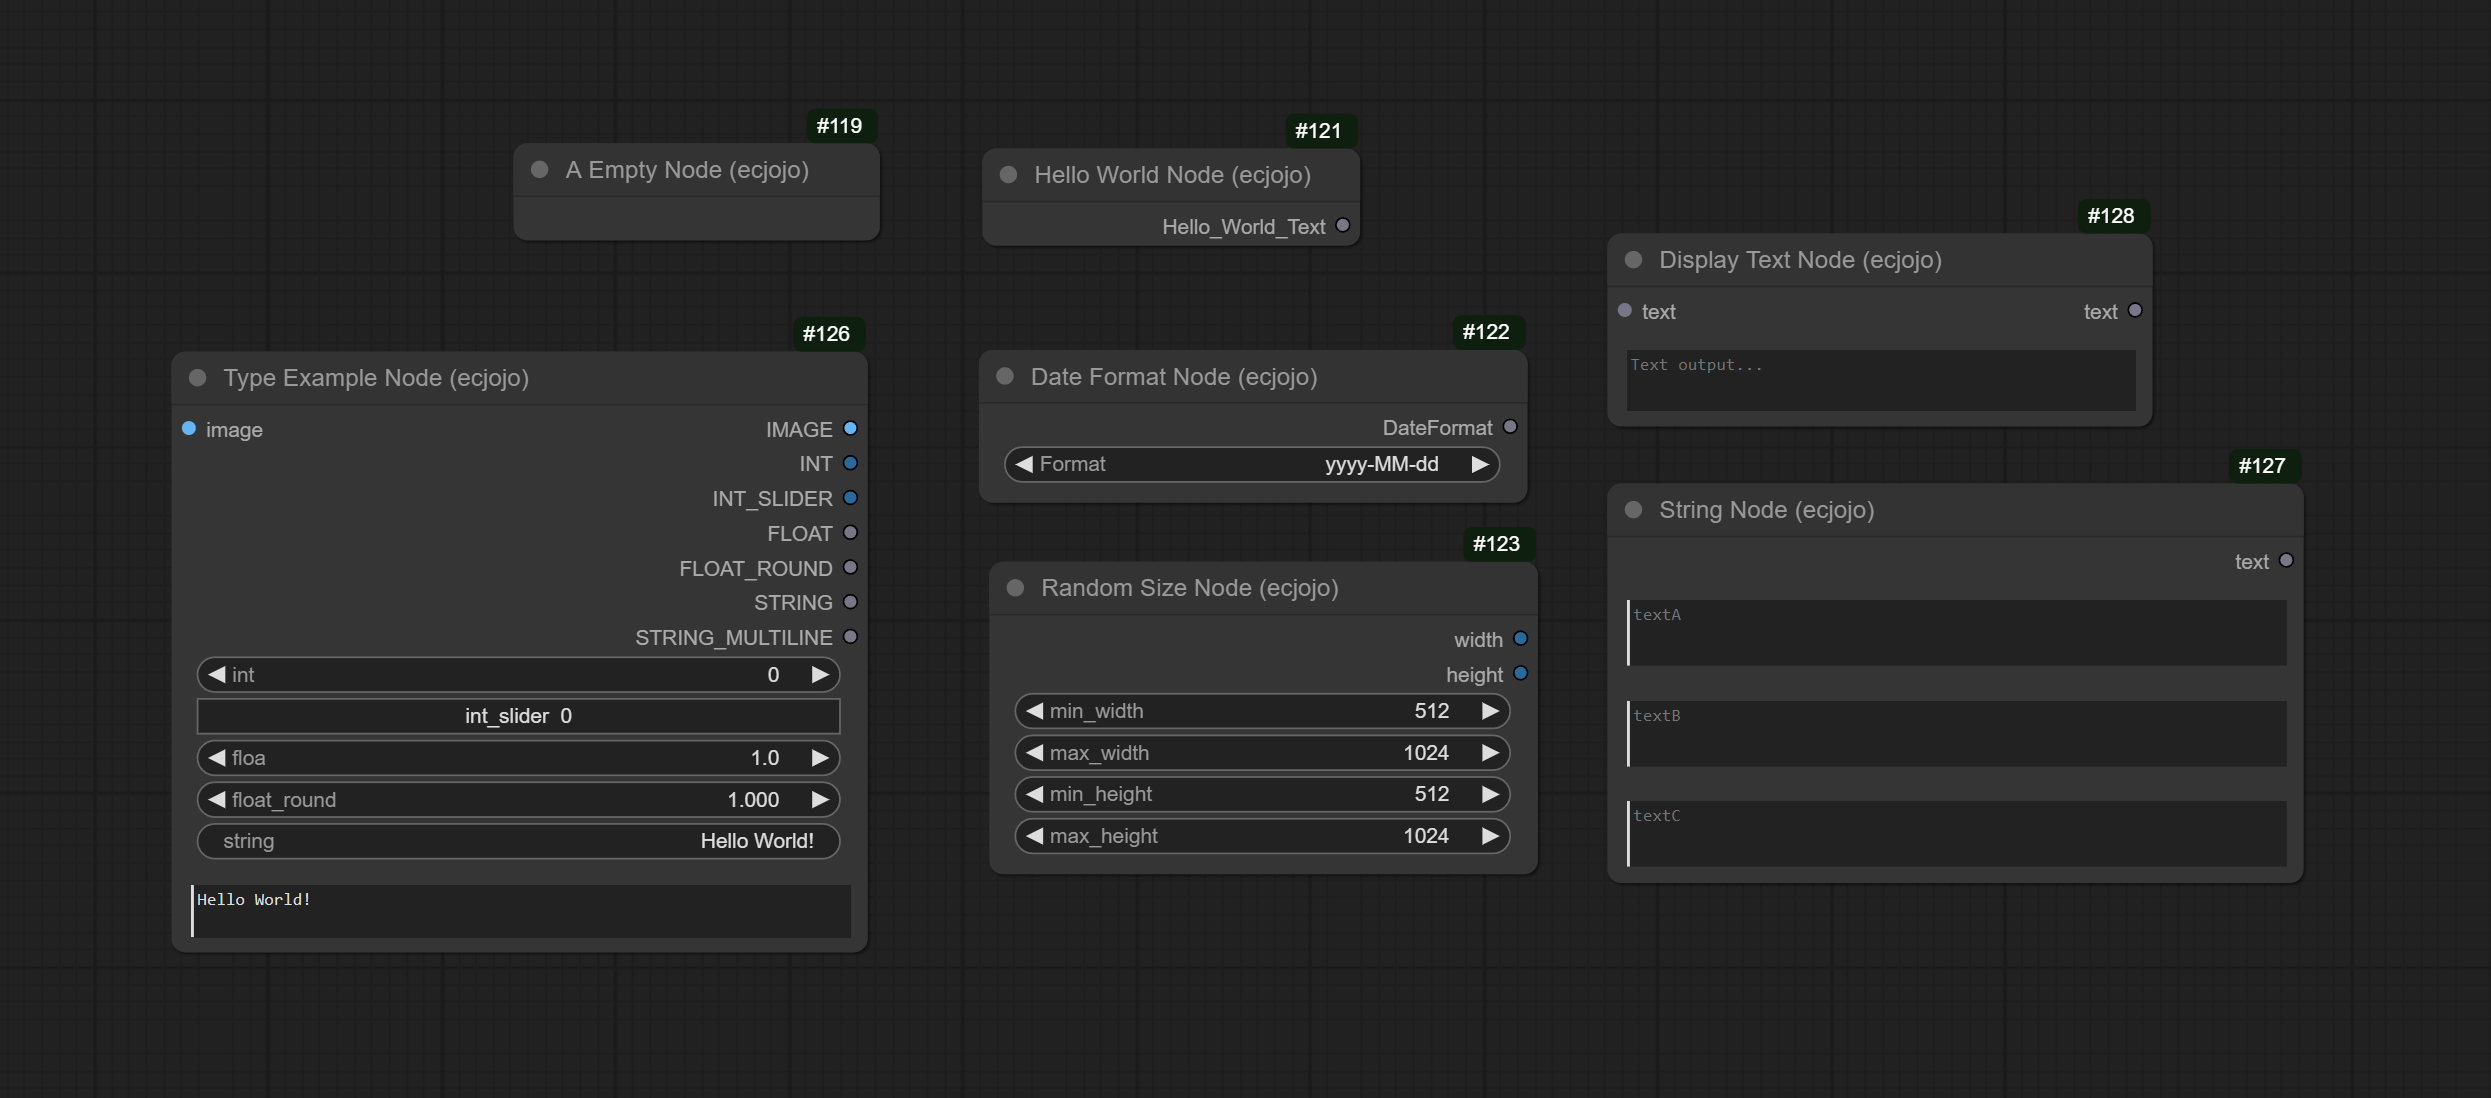 #119
A Empty Node (ecjojo)
#121
Hello World Node (ecjojo)
Hello_World_Text
#128
Display Text Node (ecjojo)
text text
Text output...
#126
Type Example Node (ecjojo)
image IMAGE
INT
INT_SLIDER
FLOAT
FLOAT_ROUND
STRING
STRING_MULTILINE
int 0
int_slider 0
floa 1.0
float_round 1.000
string Hello World!
Hello World!
#122
Date Format Node (ecjojo)
DateFormat
Format yyyy-MM-dd
#123
Random Size Node (ecjojo)
width
height
min_width 512
max_width 1024
min_height 512
max_height 1024
#127
String Node (ecjojo)
text
textA
textB
textC